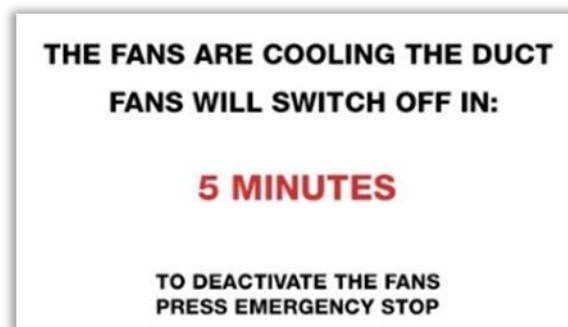 THE FANS ARE COOLING THE DUCT
FANS WILL SWITCH OFF IN:
5 MINUTES
TO DEACTIVATE THE FANS
PRESS EMERGENCY STOP